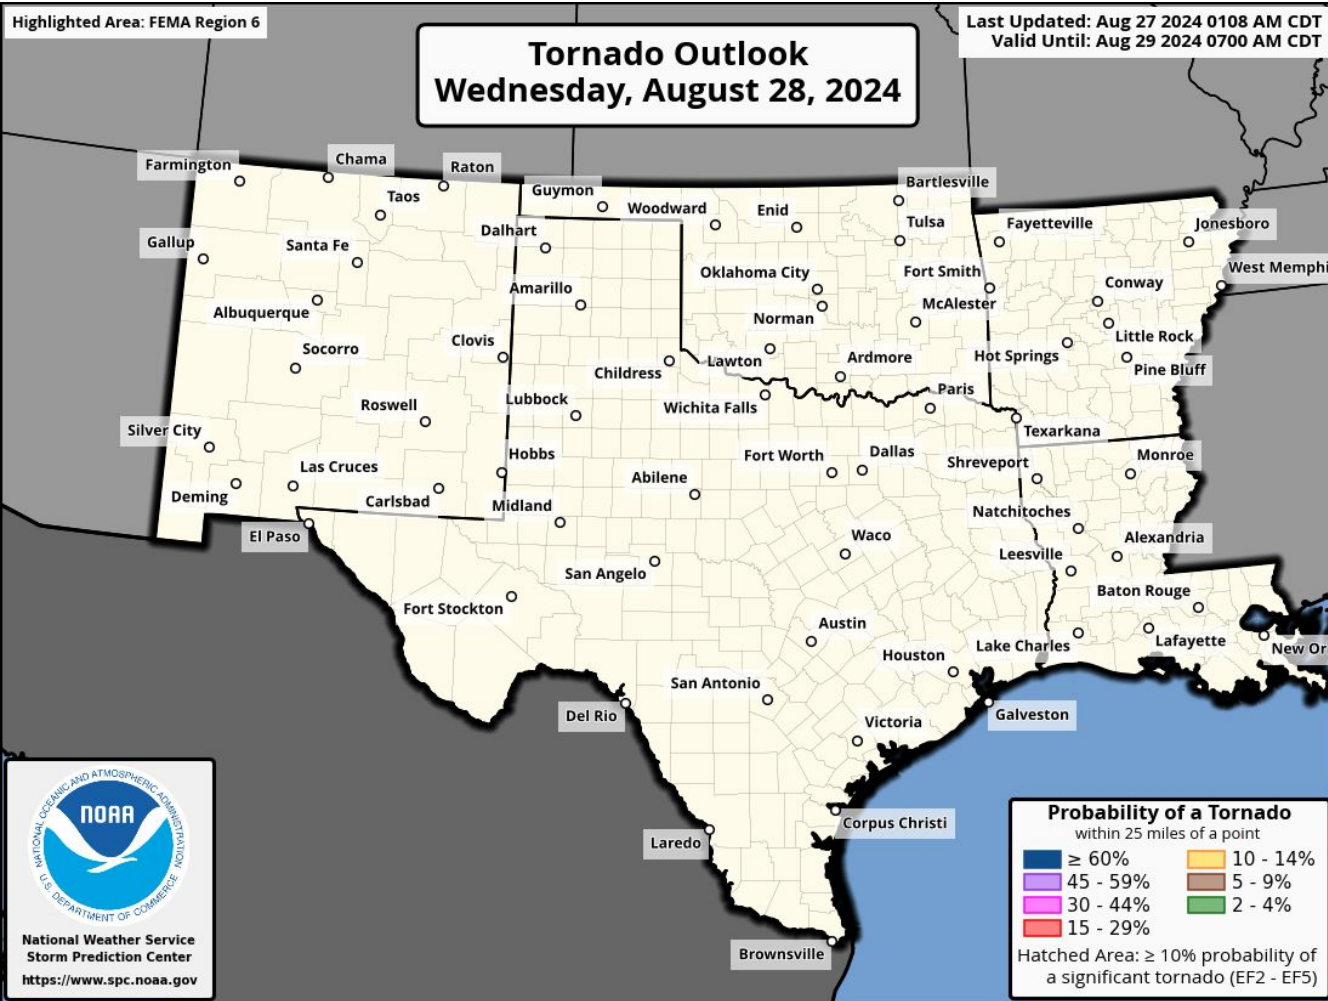 Highlighted Area: FEMA Region 6
Last Updated: Aug 27 2024 0108 AM CDT
Valid Until: Aug 29 2024 0700 AM CDT
Tornado Outlook
Wednesday, August 28, 2024
Farmington
Chama
Raton
Taos
Guymon
Woodward
Enid
Bartlesville
Tulsa
Fayetteville
Jonesboro
Gallup
Santa Fe
Dalhart
Oklahoma City
Fort Smith
West Memphi
Albuquerque
Amarillo
Norman
McAlester
Conway
Socorro
Clovis
Childress
Lawton
Ardmore
Hot Springs
Little Rock
Pine Bluff
Roswell
Lubbock
Wichita Falls
Paris
Texarkana
Silver City
Las Cruces
Hobbs
Abilene
Fort Worth
Dallas
Shreveport
Monroe
Deming
Carlsbad
Midland
Natchitoches
El Paso
Waco
Leesville
Alexandria
San Angelo
Fort Stockton
Baton Rouge
Austin
Houston
Lake Charles
Lafayette
New Or
San Antonio
Del Rio
Victoria
Galveston
Corpus Christi
Laredo
Brownsville
NATIONAL OCEANIC AND ATMOSPHERIC ADMINISTRATION
NOAA
U.S. DEPARTMENT OF COMMERCE
National Weather Service
Storm Prediction Center
https://www.spc.noaa.gov
Probability of a Tornado
within 25 miles of a point
≥ 60%
45 - 59%
30 - 44%
15 - 29%
10 - 14%
5 - 9%
2 - 4%
Hatched Area: ≥ 10% probability of
a significant tornado (EF2 - EF5)